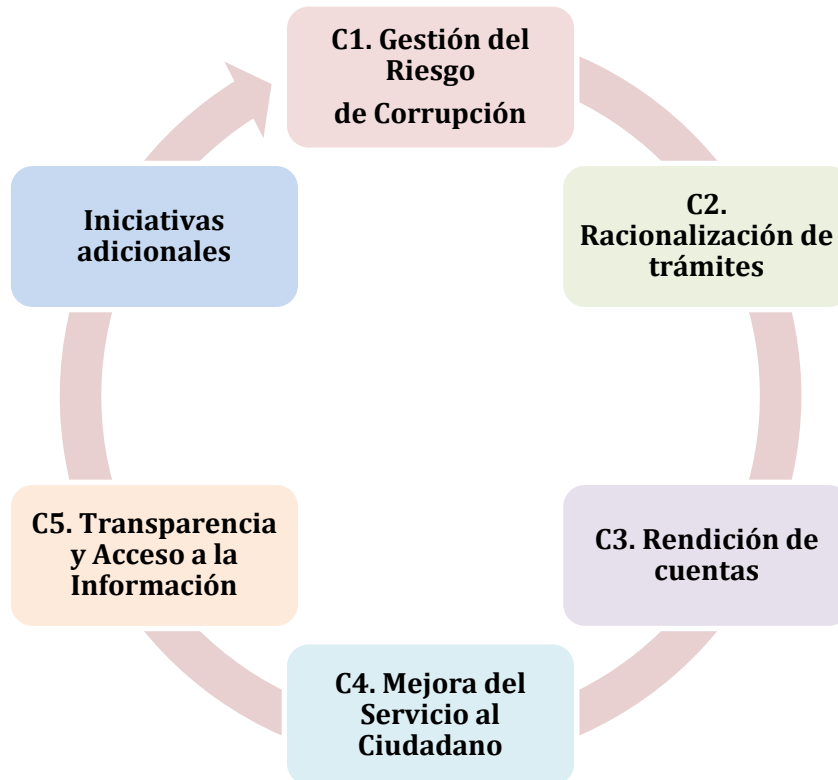 C1. Gestión del
Riesgo
de Corrupción
C2.
Racionalización de
trámites
C3. Rendición de
cuentas
C4. Mejora del
Servicio al
Ciudadano
C5. Transparencia
y Acceso a la
Información
Iniciativas
adicionales